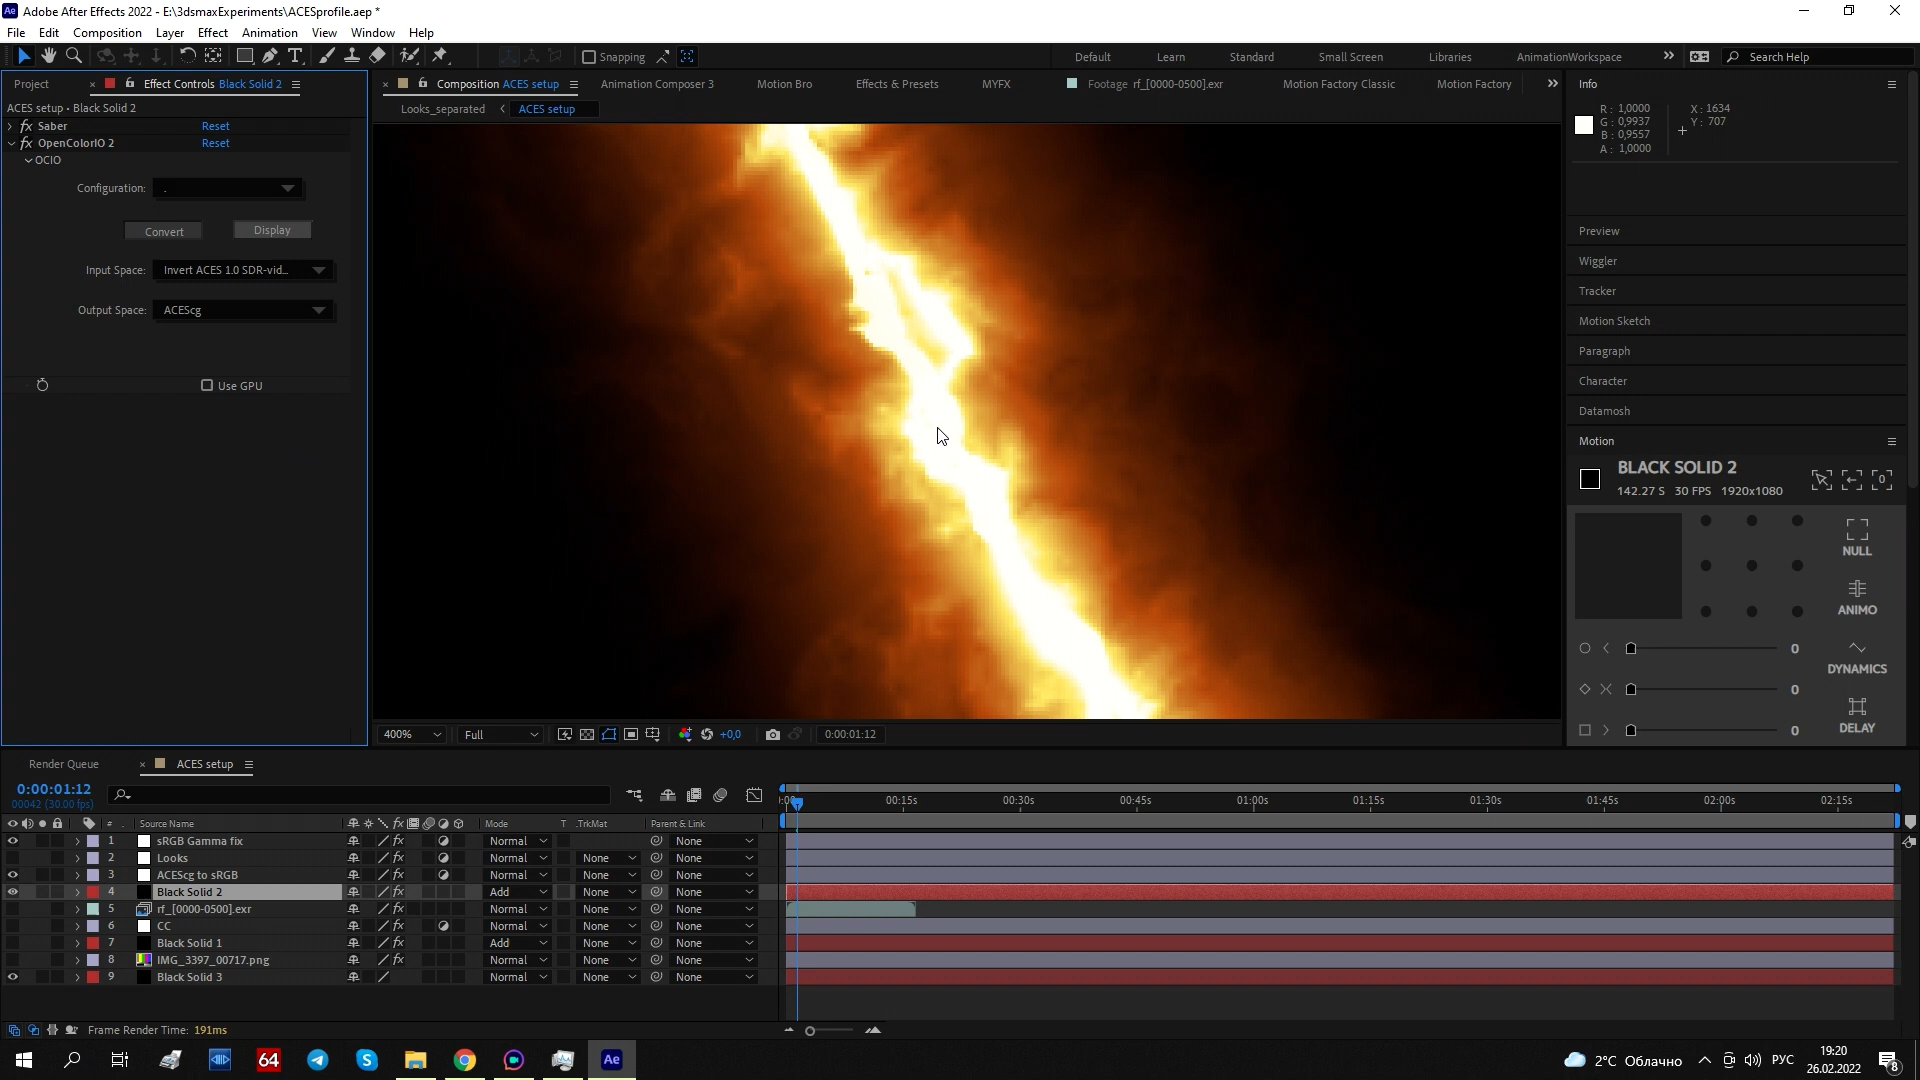 Adobe After Effects 2022 - E:\3dsmaxExperiments\ACESprofile.aep *
File Edit Composition Layer Effect Animation View Window Help
Snapping Default Learn Standard Small Screen Libraries AnimationWorkspace Search Help
Project Effect Controls Black Solid 2
Composition ACES setup Animation Composer 3 Motion Bro Effects & Presets MYFX Footage rf_[0000-0500].exr Motion Factory Classic Motion Factory
Info
ACES setup • Black Solid 2
Looks_separated ACES setup
Saber Reset
OpenColorIO 2 Reset
OCIO
Configuration: .
Convert Display
Input Space: Invert ACES 1.0 SDR-vid...
Output Space: ACEScg
Use GPU
R: 1,0000
G: 0,9937
B: 0,9557
A: 1,0000
X: 1634
Y: 707
Preview
Wiggler
Tracker
Motion Sketch
Paragraph
Character
Datamosh
Motion
BLACK SOLID 2
142.27 S 30 FPS 1920x1080
0
NULL
ANIMO
0
DYNAMICS
0
0
DELAY
400% Full +0,0 0:00:01:12
Render Queue ACES setup
0:00:01:12
00042 (30.00 fps)
00:15s 00:30s 00:45s 01:00s 01:15s 01:30s 01:45s 02:00s 02:15s
# Source Name Mode T .TrkMat Parent & Link
1 sRGB Gamma fix Normal None
2 Looks Normal None None
3 ACEScg to sRGB Normal None None
4 Black Solid 2 Add None None
5 rf_[0000-0500].exr Normal None None
6 CC Normal None None
7 Black Solid 1 Add None None
8 IMG_3397_00717.png Normal None None
9 Black Solid 3 Normal None None
Frame Render Time: 191ms
64
Ae
2°C Облачно
РУС
19:20
26.02.2022
8